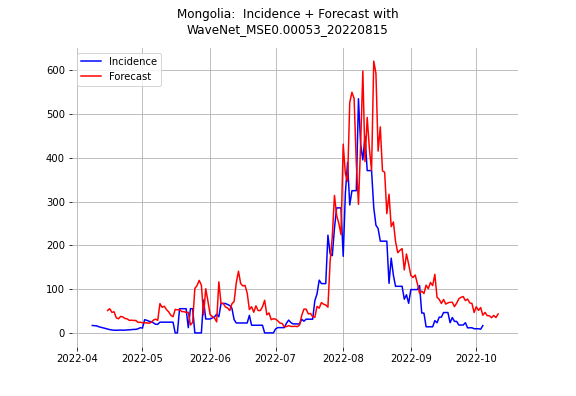 Mongolia:  Incidence + Forecast with
WaveNet_MSE0.00053_20220815
Incidence
Forecast
600
500
400
300
200
100
0
2022-04 2022-05 2022-06 2022-07 2022-08 2022-09 2022-10